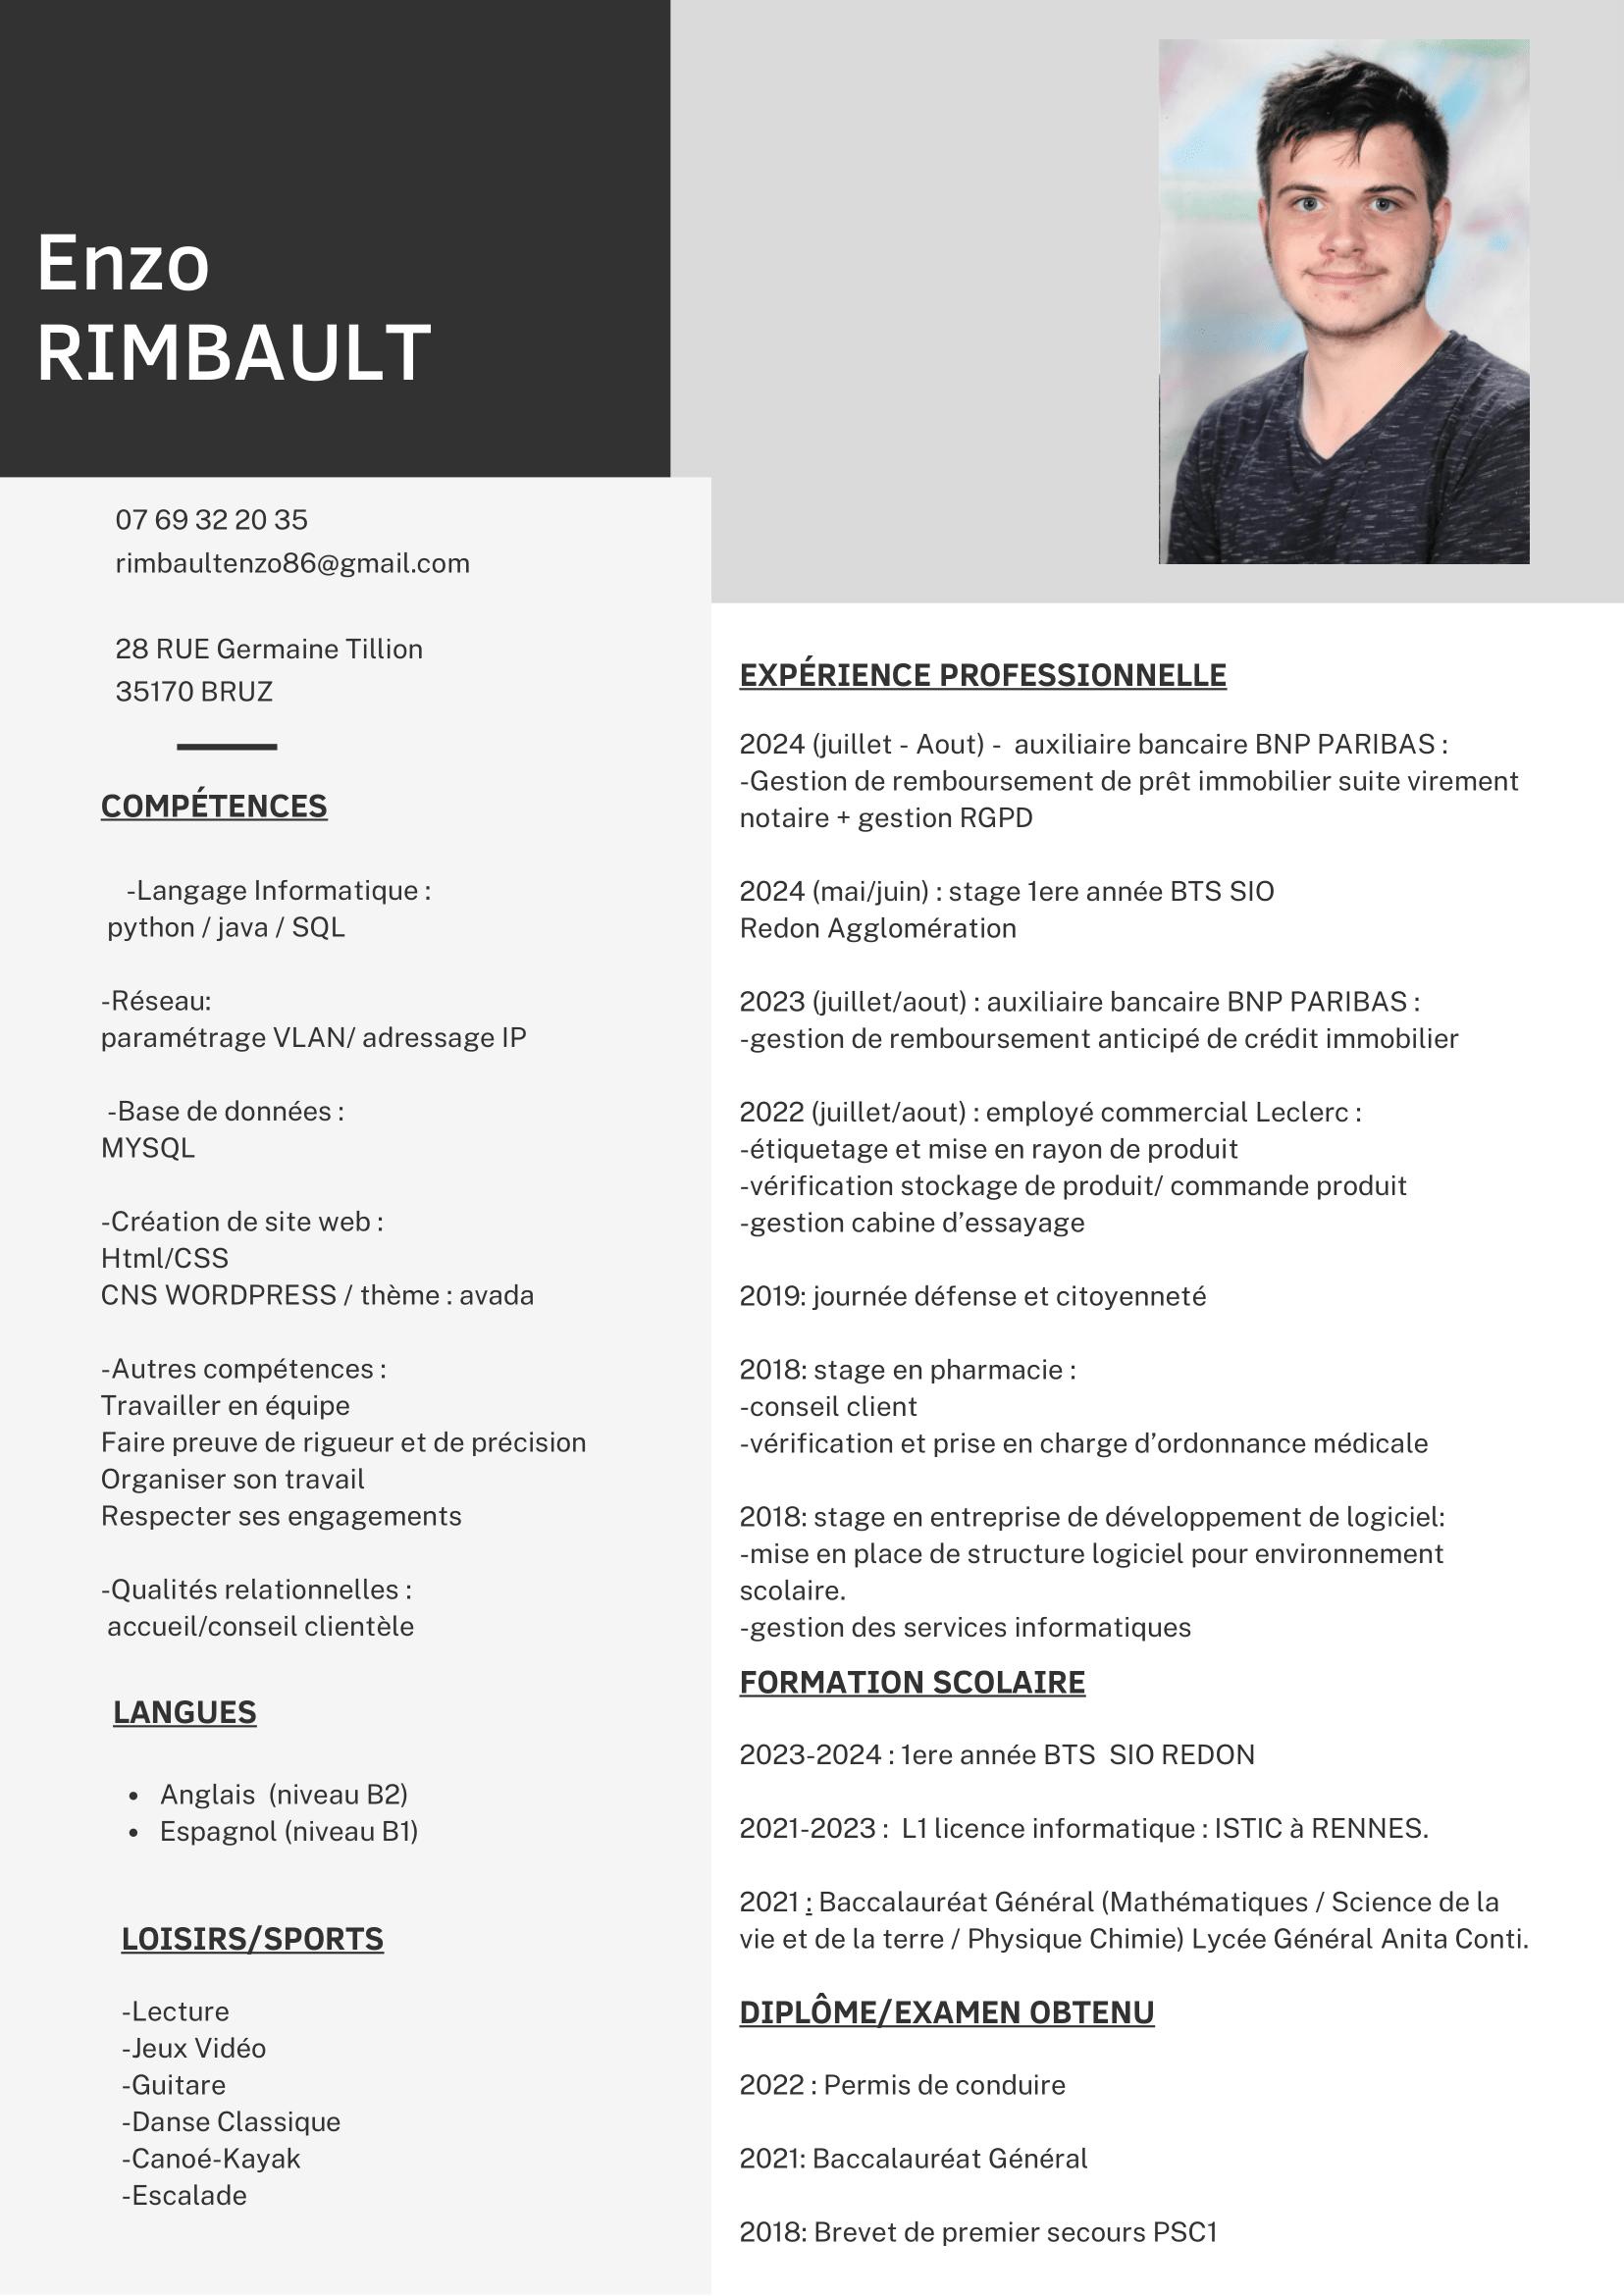 Enzo
RIMBAULT
07 69 32 20 35
rimbaultenzo86@gmail.com
28 RUE Germaine Tillion
35170 BRUZ
COMPÉTENCES
-Langage Informatique :
python / java / SQL
-Réseau:
paramétrage VLAN/ adressage IP
-Base de données :
MYSQL
-Création de site web :
Html/CSS
CNS WORDPRESS / thème : avada
-Autres compétences :
Travailler en équipe
Faire preuve de rigueur et de précision
Organiser son travail
Respecter ses engagements
-Qualités relationnelles :
accueil/conseil clientèle
LANGUES
• Anglais (niveau B2)
• Espagnol (niveau B1)
LOISIRS/SPORTS
-Lecture
-Jeux Vidéo
-Guitare
-Danse Classique
-Canoé-Kayak
-Escalade
EXPÉRIENCE PROFESSIONNELLE
2024 (juillet - Aout) - auxiliaire bancaire BNP PARIBAS :
-Gestion de remboursement de prêt immobilier suite virement
notaire + gestion RGPD
2024 (mai/juin) : stage 1ere année BTS SIO
Redon Agglomération
2023 (juillet/aout) : auxiliaire bancaire BNP PARIBAS :
-gestion de remboursement anticipé de crédit immobilier
2022 (juillet/aout) : employé commercial Leclerc :
-étiquetage et mise en rayon de produit
-vérification stockage de produit/ commande produit
-gestion cabine d’essayage
2019: journée défense et citoyenneté
2018: stage en pharmacie :
-conseil client
-vérification et prise en charge d’ordonnance médicale
2018: stage en entreprise de développement de logiciel:
-mise en place de structure logiciel pour environnement
scolaire.
-gestion des services informatiques
FORMATION SCOLAIRE
2023-2024 : 1ere année BTS SIO REDON
2021-2023 : L1 licence informatique : ISTIC à RENNES.
2021 : Baccalauréat Général (Mathématiques / Science de la
vie et de la terre / Physique Chimie) Lycée Général Anita Conti.
DIPLÔME/EXAMEN OBTENU
2022 : Permis de conduire
2021: Baccalauréat Général
2018: Brevet de premier secours PSC1